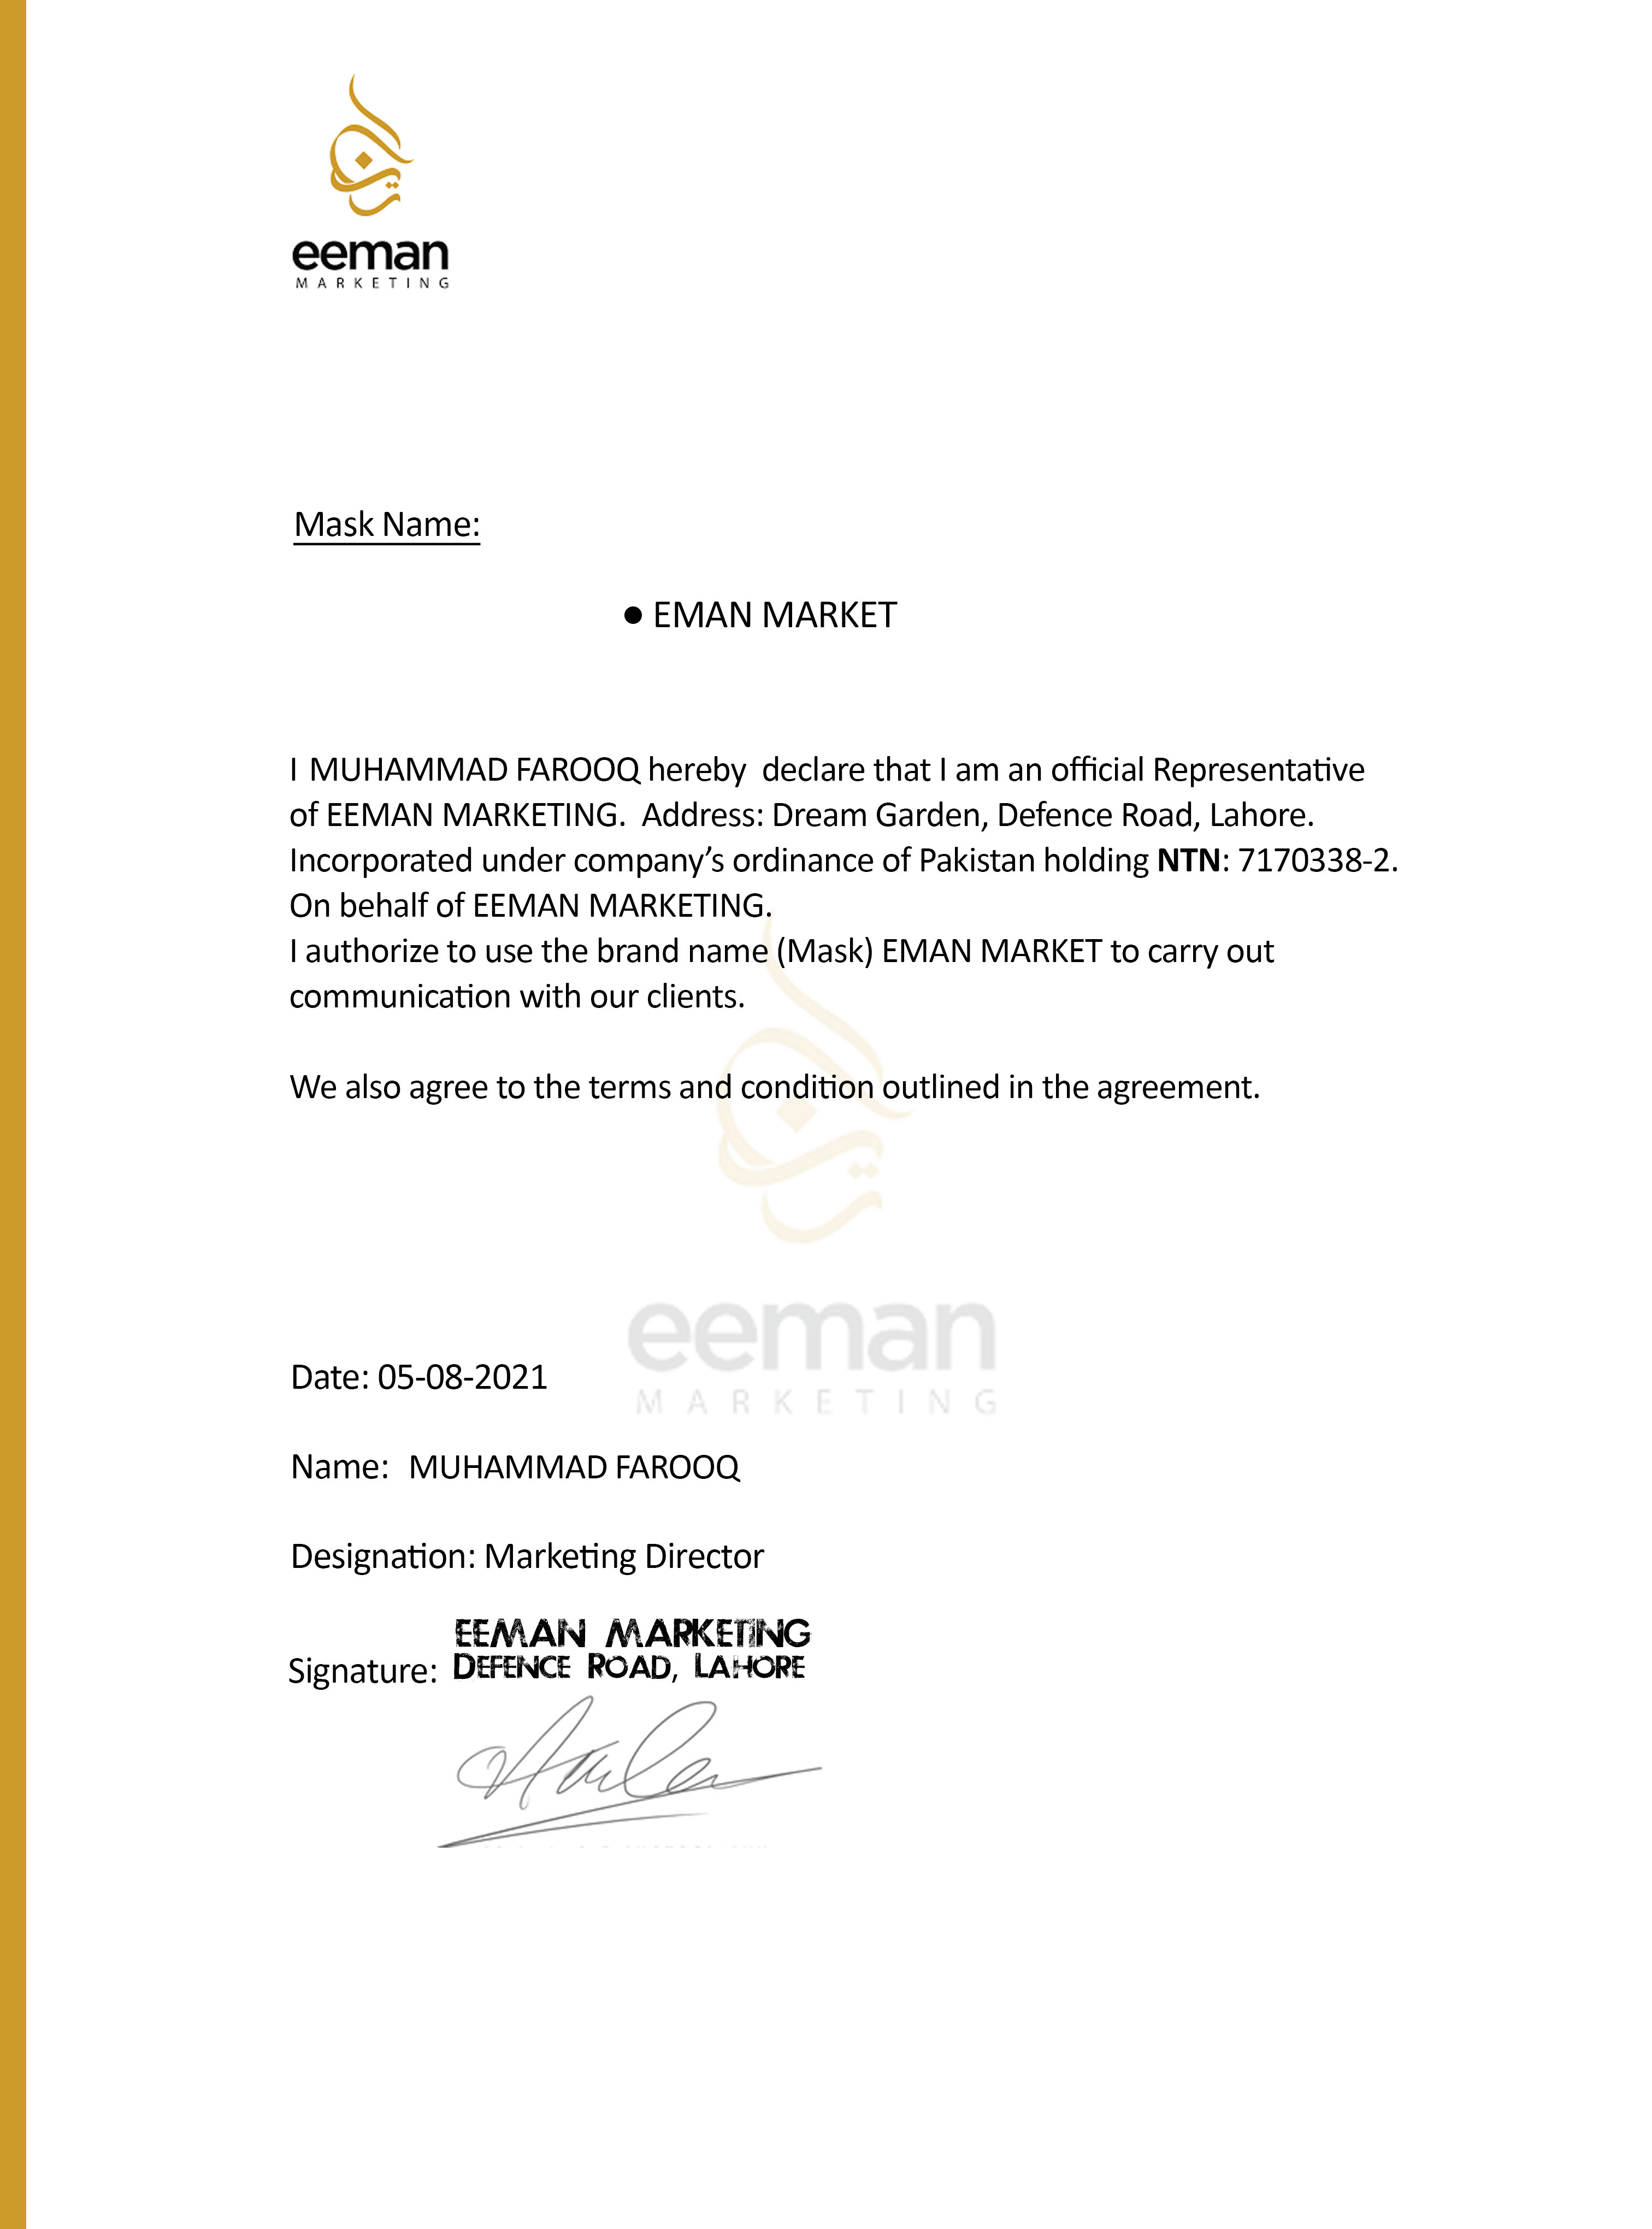 eeman
MARKETING
Mask Name:
● EMAN MARKET
I MUHAMMAD FAROOQ hereby declare that I am an official Representative
of EEMAN MARKETING. Address: Dream Garden, Defence Road, Lahore.
Incorporated under company’s ordinance of Pakistan holding NTN: 7170338-2.
On behalf of EEMAN MARKETING.
I authorize to use the brand name (Mask) EMAN MARKET to carry out
communication with our clients.
We also agree to the terms and condition outlined in the agreement.
eeman
MARKETING
Date: 05-08-2021
Name: MUHAMMAD FAROOQ
Designation: Marketing Director
EEMAN MARKETING
Signature: DEFENCE ROAD, LAHORE